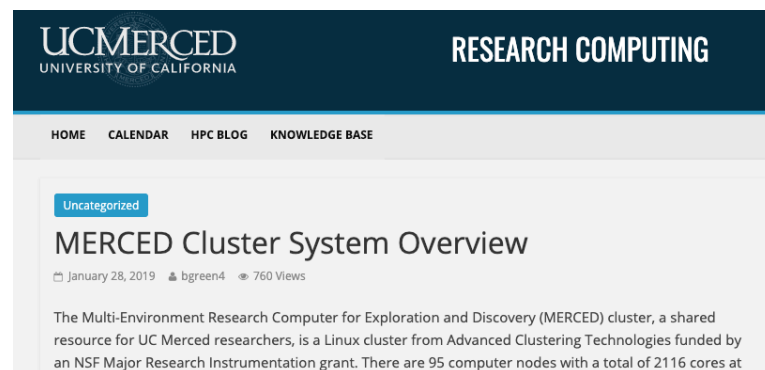 UCMERCED
UNIVERSITY OF CALIFORNIA
RESEARCH COMPUTING
HOME CALENDAR HPC BLOG KNOWLEDGE BASE
Uncategorized
MERCED Cluster System Overview
January 28, 2019 bgreen4 760 Views
The Multi-Environment Research Computer for Exploration and Discovery (MERCED) cluster, a shared
resource for UC Merced researchers, is a Linux cluster from Advanced Clustering Technologies funded by
an NSF Major Research Instrumentation grant. There are 95 computer nodes with a total of 2116 cores at